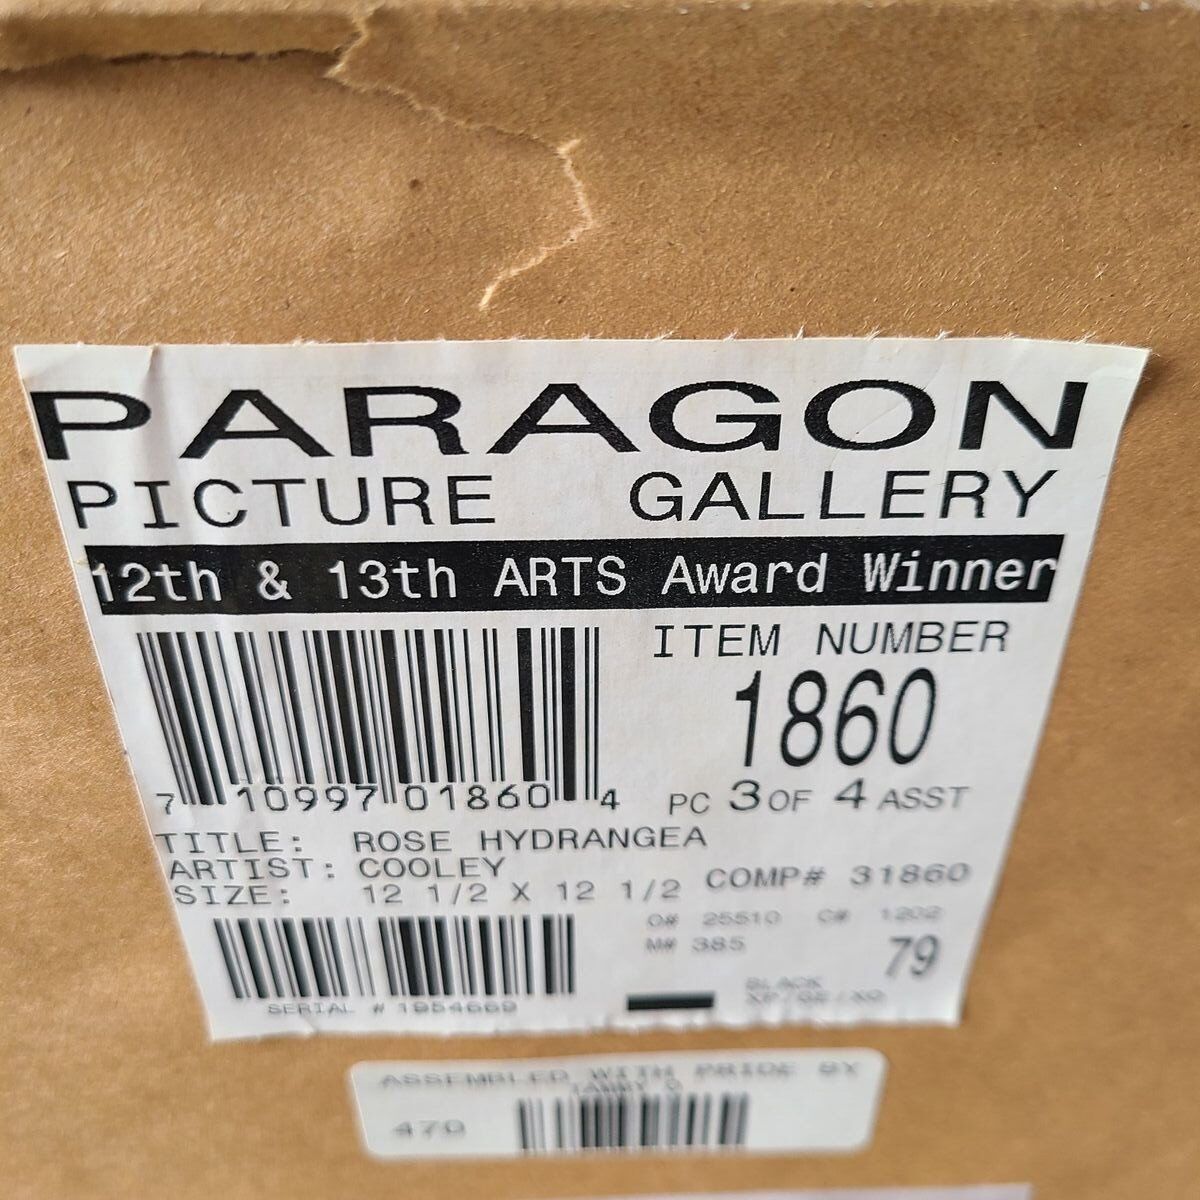 PARAGON
PICTURE GALLERY
12th & 13th ARTS Award Winner
ITEM NUMBER
1860
7 10997 01860 4
PC 3 OF 4 ASST
TITLE: ROSE HYDRANGEA
ARTIST: COOLEY
SIZE: 12 1/2 X 12 1/2
COMP# 31860
O# 25510 C# 1202
M# 385
79
BLACK
SERIAL # 1954669
ASSEMBLED WITH PRIDE BY
470